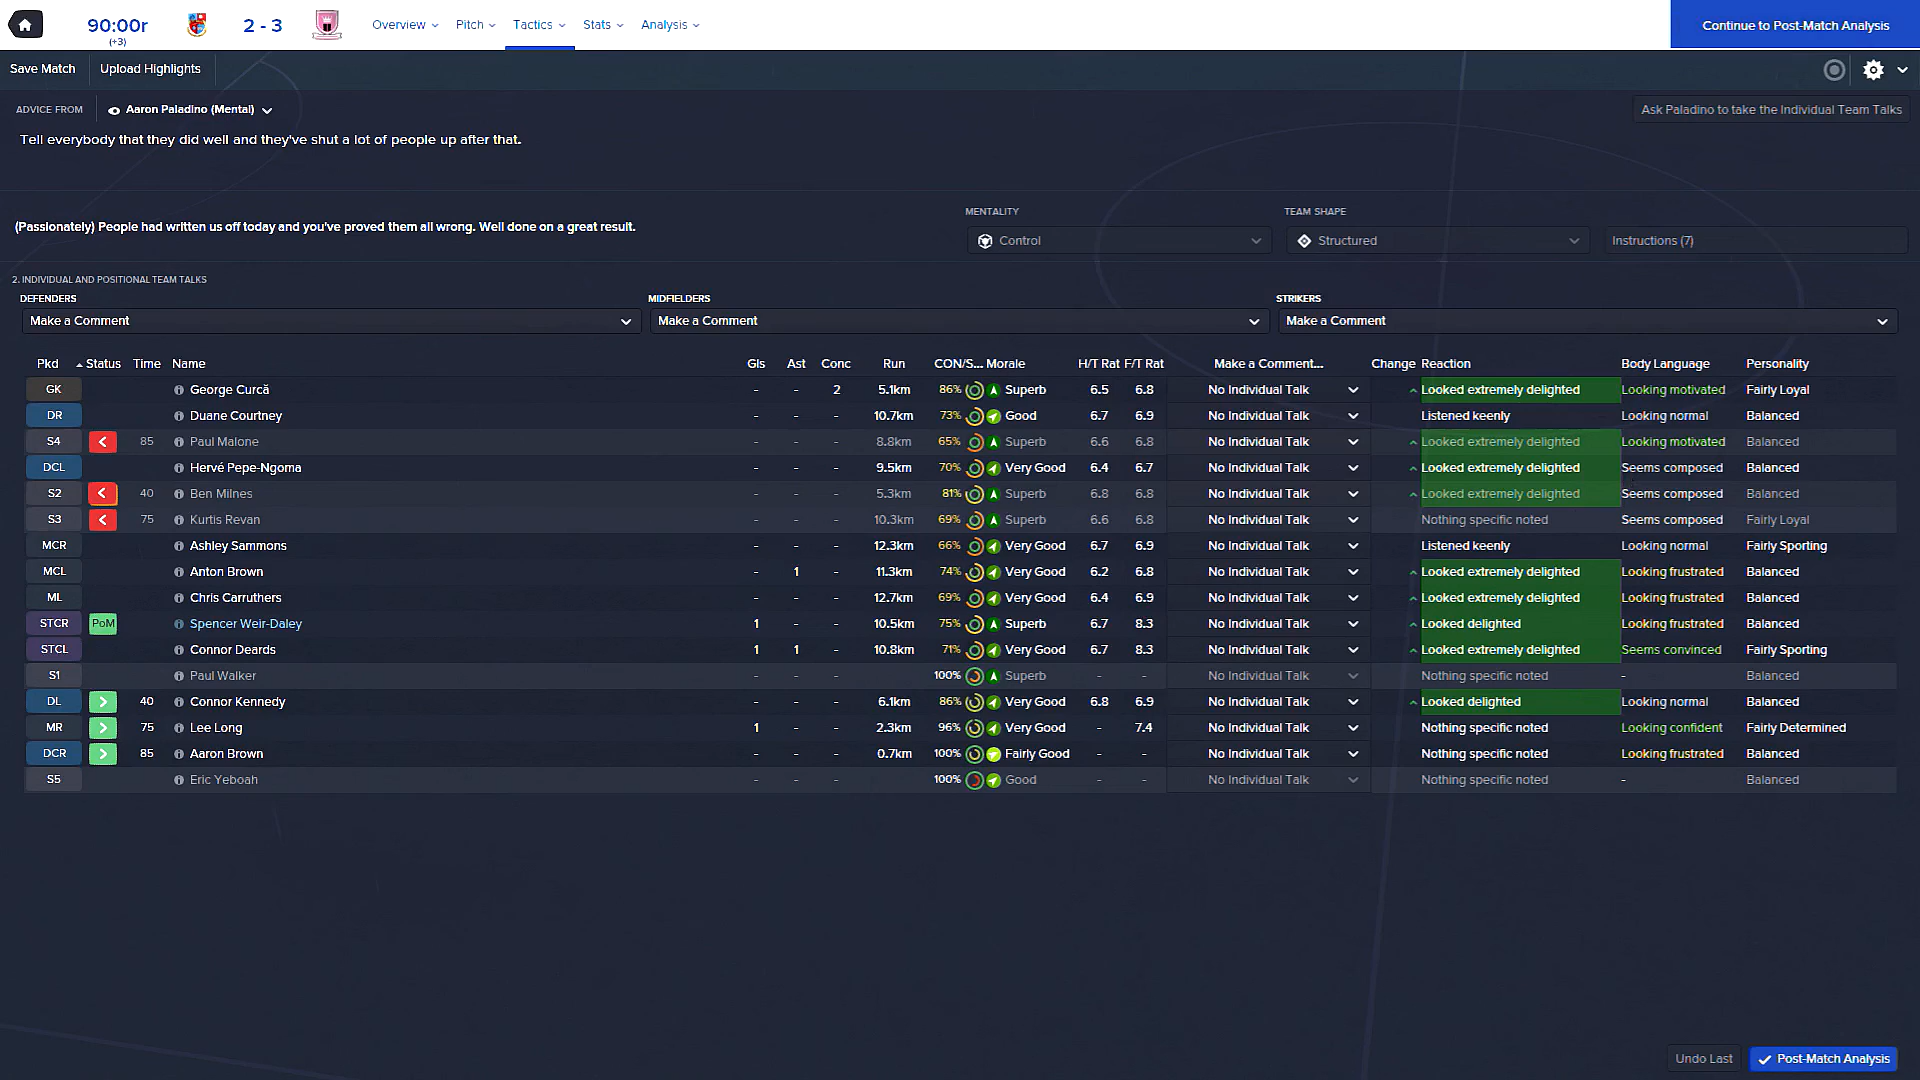 90:00r
(+3)
2 - 3
Overview Pitch Tactics Stats Analysis
Continue to Post-Match Analysis
Save Match Upload Highlights
ADVICE FROM Aaron Paladino (Mental) Ask Paladino to take the Individual Team Talks
Tell everybody that they did well and they've shut a lot of people up after that.
MENTALITY TEAM SHAPE
(Passionately) People had written us off today and you've proved them all wrong. Well done on a great result.
Control Structured Instructions (7)
2. INDIVIDUAL AND POSITIONAL TEAM TALKS
DEFENDERS MIDFIELDERS STRIKERS
Make a Comment Make a Comment Make a Comment
Pkd Status Time Name Gls Ast Conc Run CON/S... Morale H/T Rat F/T Rat Make a Comment... Change Reaction Body Language Personality
GK George Curcă - - 2 5.1km 86% Superb 6.5 6.8 No Individual Talk Looked extremely delighted Looking motivated Fairly Loyal
DR Duane Courtney - - - 10.7km 73% Good 6.7 6.9 No Individual Talk Listened keenly Looking normal Balanced
S4 85 Paul Malone - - - 8.8km 65% Superb 6.6 6.8 No Individual Talk Looked extremely delighted Looking motivated Balanced
DCL Hervé Pepe-Ngoma - - - 9.5km 70% Very Good 6.4 6.7 No Individual Talk Looked extremely delighted Seems composed Balanced
S2 40 Ben Milnes - - - 5.3km 81% Superb 6.8 6.8 No Individual Talk Looked extremely delighted Seems composed Balanced
S3 75 Kurtis Revan - - - 10.3km 69% Superb 6.6 6.8 No Individual Talk Nothing specific noted Seems composed Fairly Loyal
MCR Ashley Sammons - - - 12.3km 66% Very Good 6.7 6.9 No Individual Talk Listened keenly Looking normal Fairly Sporting
MCL Anton Brown - 1 - 11.3km 74% Very Good 6.2 6.8 No Individual Talk Looked extremely delighted Looking frustrated Balanced
ML Chris Carruthers - - - 12.7km 69% Very Good 6.4 6.9 No Individual Talk Looked extremely delighted Looking frustrated Balanced
STCR PoM Spencer Weir-Daley 1 - - 10.5km 75% Superb 6.7 8.3 No Individual Talk Looked delighted Looking frustrated Balanced
STCL Connor Deards 1 1 - 10.8km 71% Very Good 6.7 8.3 No Individual Talk Looked extremely delighted Seems convinced Fairly Sporting
S1 Paul Walker - - - 100% Superb - - No Individual Talk Nothing specific noted - Balanced
DL 40 Connor Kennedy - - - 6.1km 86% Very Good 6.8 6.9 No Individual Talk Looked delighted Looking normal Balanced
MR 75 Lee Long 1 - - 2.3km 96% Very Good - 7.4 No Individual Talk Nothing specific noted Looking confident Fairly Determined
DCR 85 Aaron Brown - - - 0.7km 100% Fairly Good - - No Individual Talk Nothing specific noted Looking frustrated Balanced
S5 Eric Yeboah - - - 100% Good - - No Individual Talk Nothing specific noted - Balanced
Undo Last Post-Match Analysis